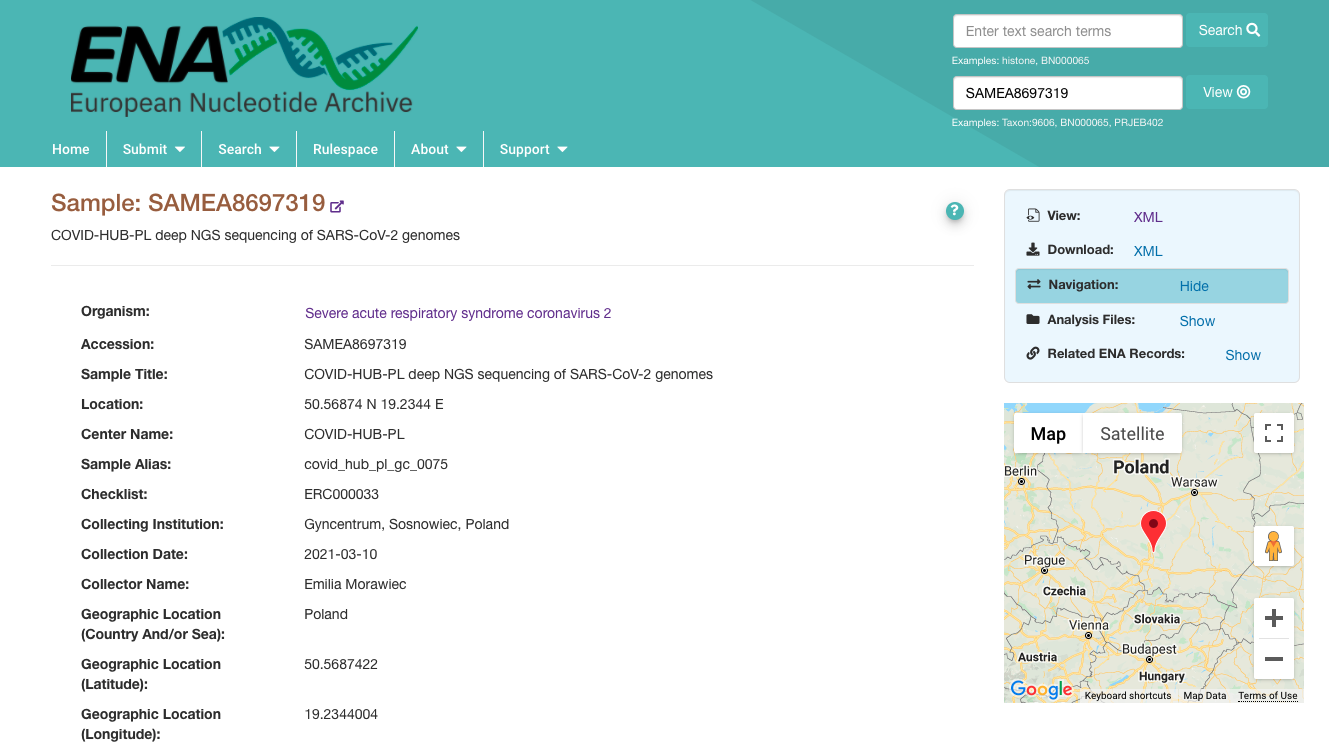 ENA
European Nucleotide Archive
Enter text search terms
Search
Examples: histone, BN000065
SAMEA8697319
View
Examples: Taxon:9606, BN000065, PRJEB402
Home
Submit
Search
Rulespace
About
Support
Sample: SAMEA8697319
?
COVID-HUB-PL deep NGS sequencing of SARS-CoV-2 genomes
Organism: Severe acute respiratory syndrome coronavirus 2
Accession: SAMEA8697319
Sample Title: COVID-HUB-PL deep NGS sequencing of SARS-CoV-2 genomes
Location: 50.56874 N 19.2344 E
Center Name: COVID-HUB-PL
Sample Alias: covid_hub_pl_gc_0075
Checklist: ERC000033
Collecting Institution: Gyncentrum, Sosnowiec, Poland
Collection Date: 2021-03-10
Collector Name: Emilia Morawiec
Geographic Location Poland
(Country And/or Sea):
Geographic Location 50.5687422
(Latitude):
Geographic Location 19.2344004
(Longitude):
View: XML
Download: XML
Navigation: Hide
Analysis Files: Show
Related ENA Records: Show
Map Satellite
Poland
Berlin
Warsaw
Prague
Czechia
Vienna
Slovakia
Budapest
Austria
Hungary
Google
Keyboard shortcuts Map Data Terms of Use